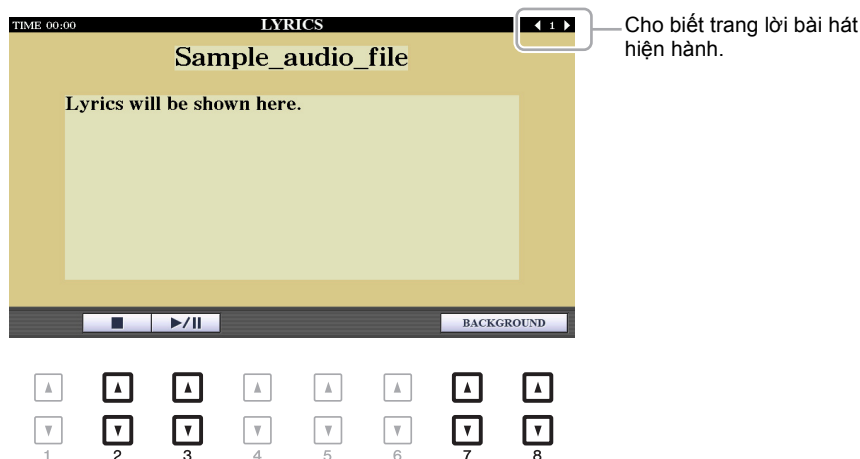 TIME 00:00 LYRICS 1
Cho biết trang lời bài hát
hiện hành.
Sample_audio_file
Lyrics will be shown here.
BACKGROUND
1 2 3 4 5 6 7 8